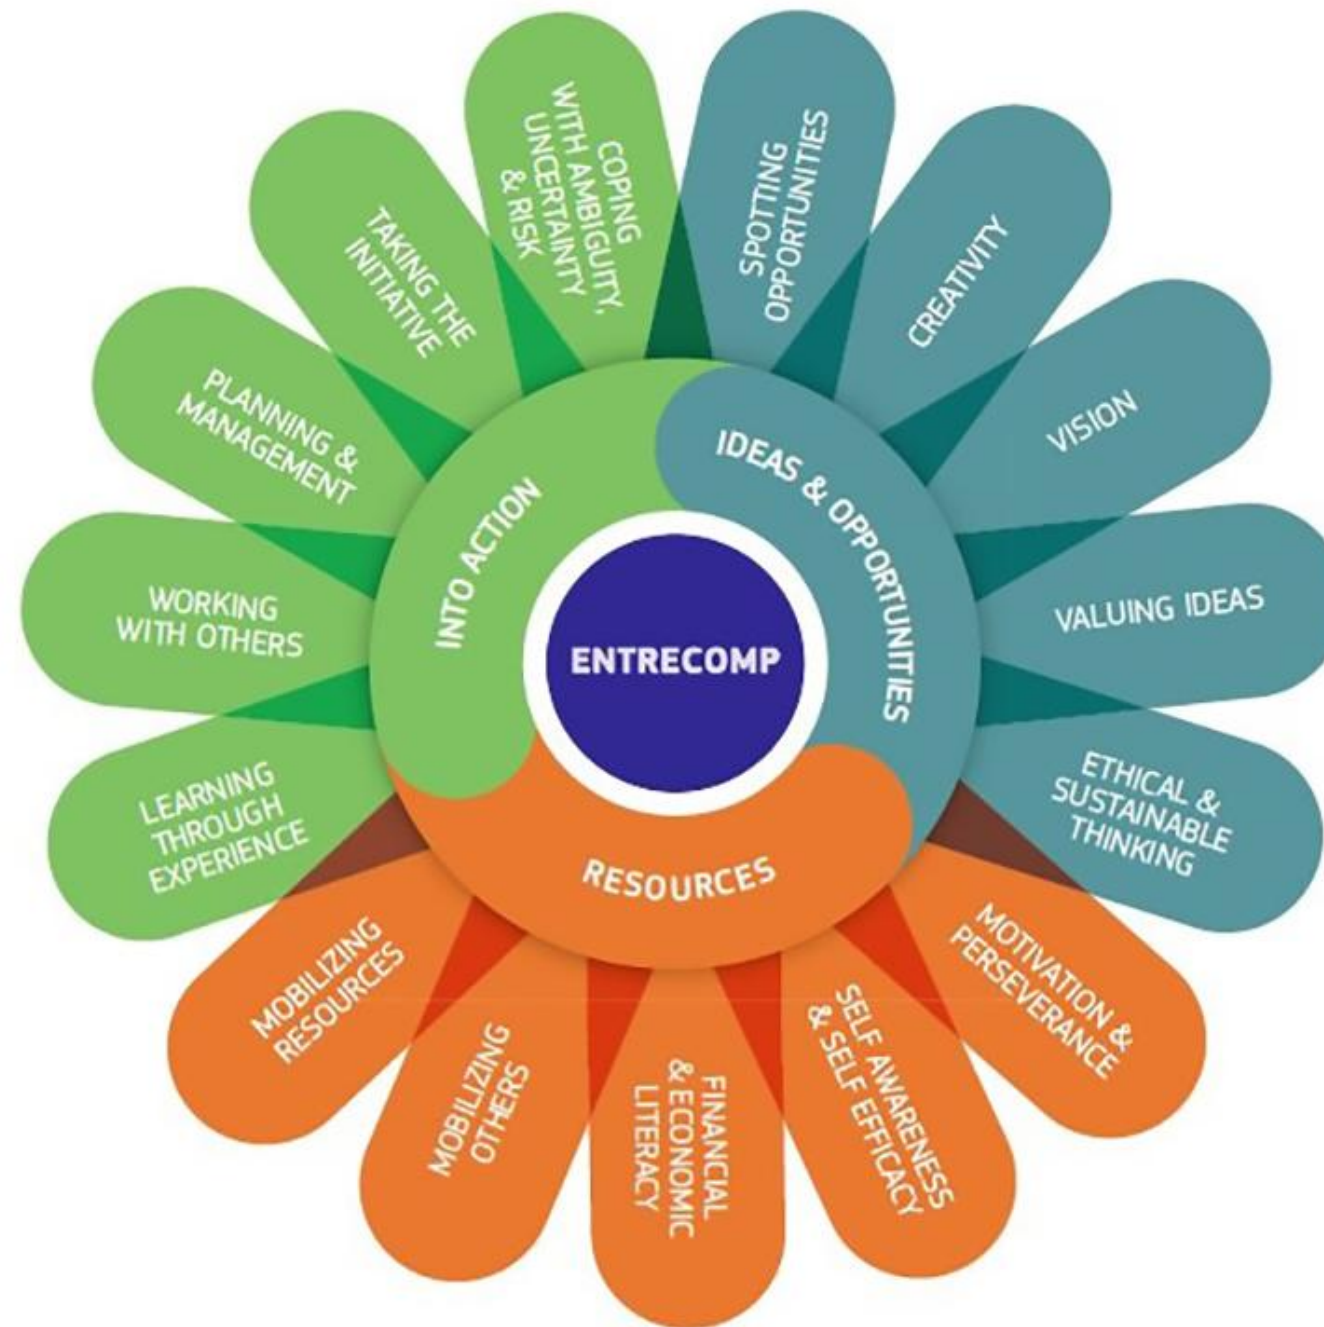 ENTRECOMP
IDEAS & OPPORTUNITIES
RESOURCES
INTO ACTION
SPOTTING
OPPORTUNITIES
CREATIVITY
VISION
VALUING IDEAS
ETHICAL &
SUSTAINABLE
THINKING
MOTIVATION &
PERSEVERANCE
SELF AWARENESS
& SELF EFFICACY
FINANCIAL
& ECONOMIC
LITERACY
MOBILIZING
OTHERS
MOBILIZING
RESOURCES
LEARNING
THROUGH
EXPERIENCE
WORKING
WITH OTHERS
PLANNING &
MANAGEMENT
TAKING THE
INITIATIVE
COPING
WITH AMBIGUITY,
UNCERTAINTY
& RISK